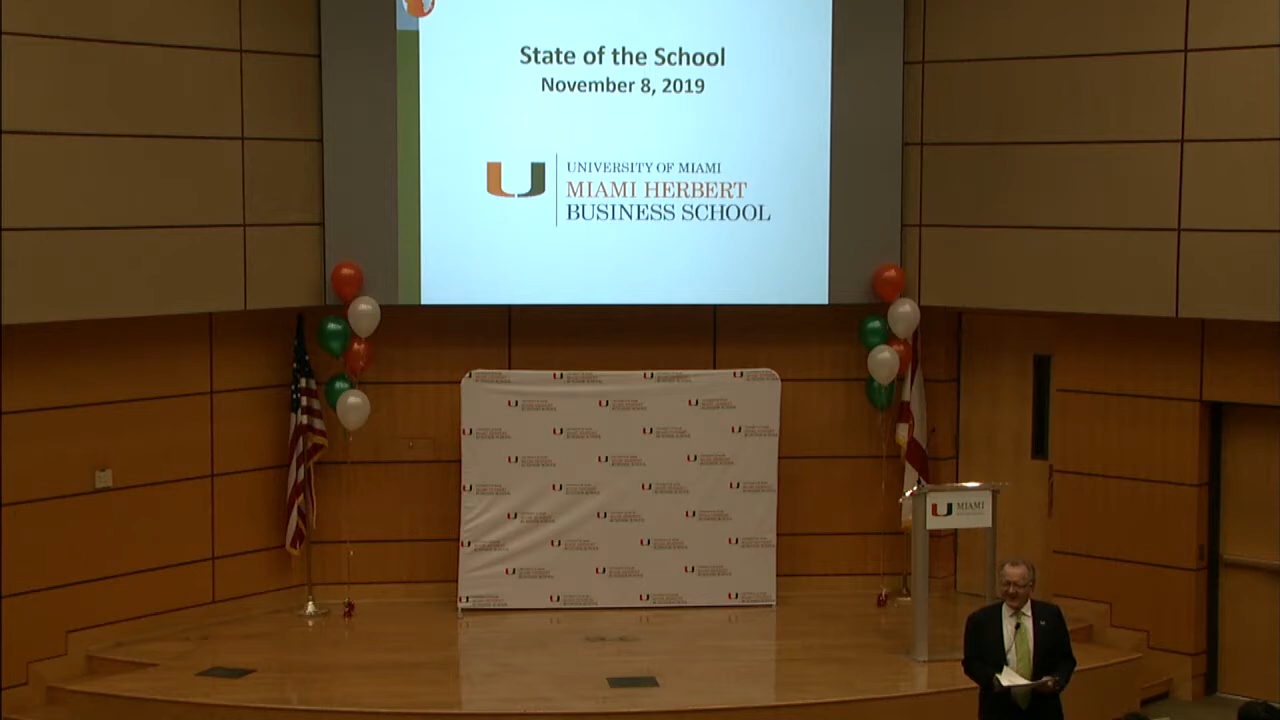 State of the School
November 8, 2019
UNIVERSITY OF MIAMI
MIAMI HERBERT
BUSINESS SCHOOL
MIAMI